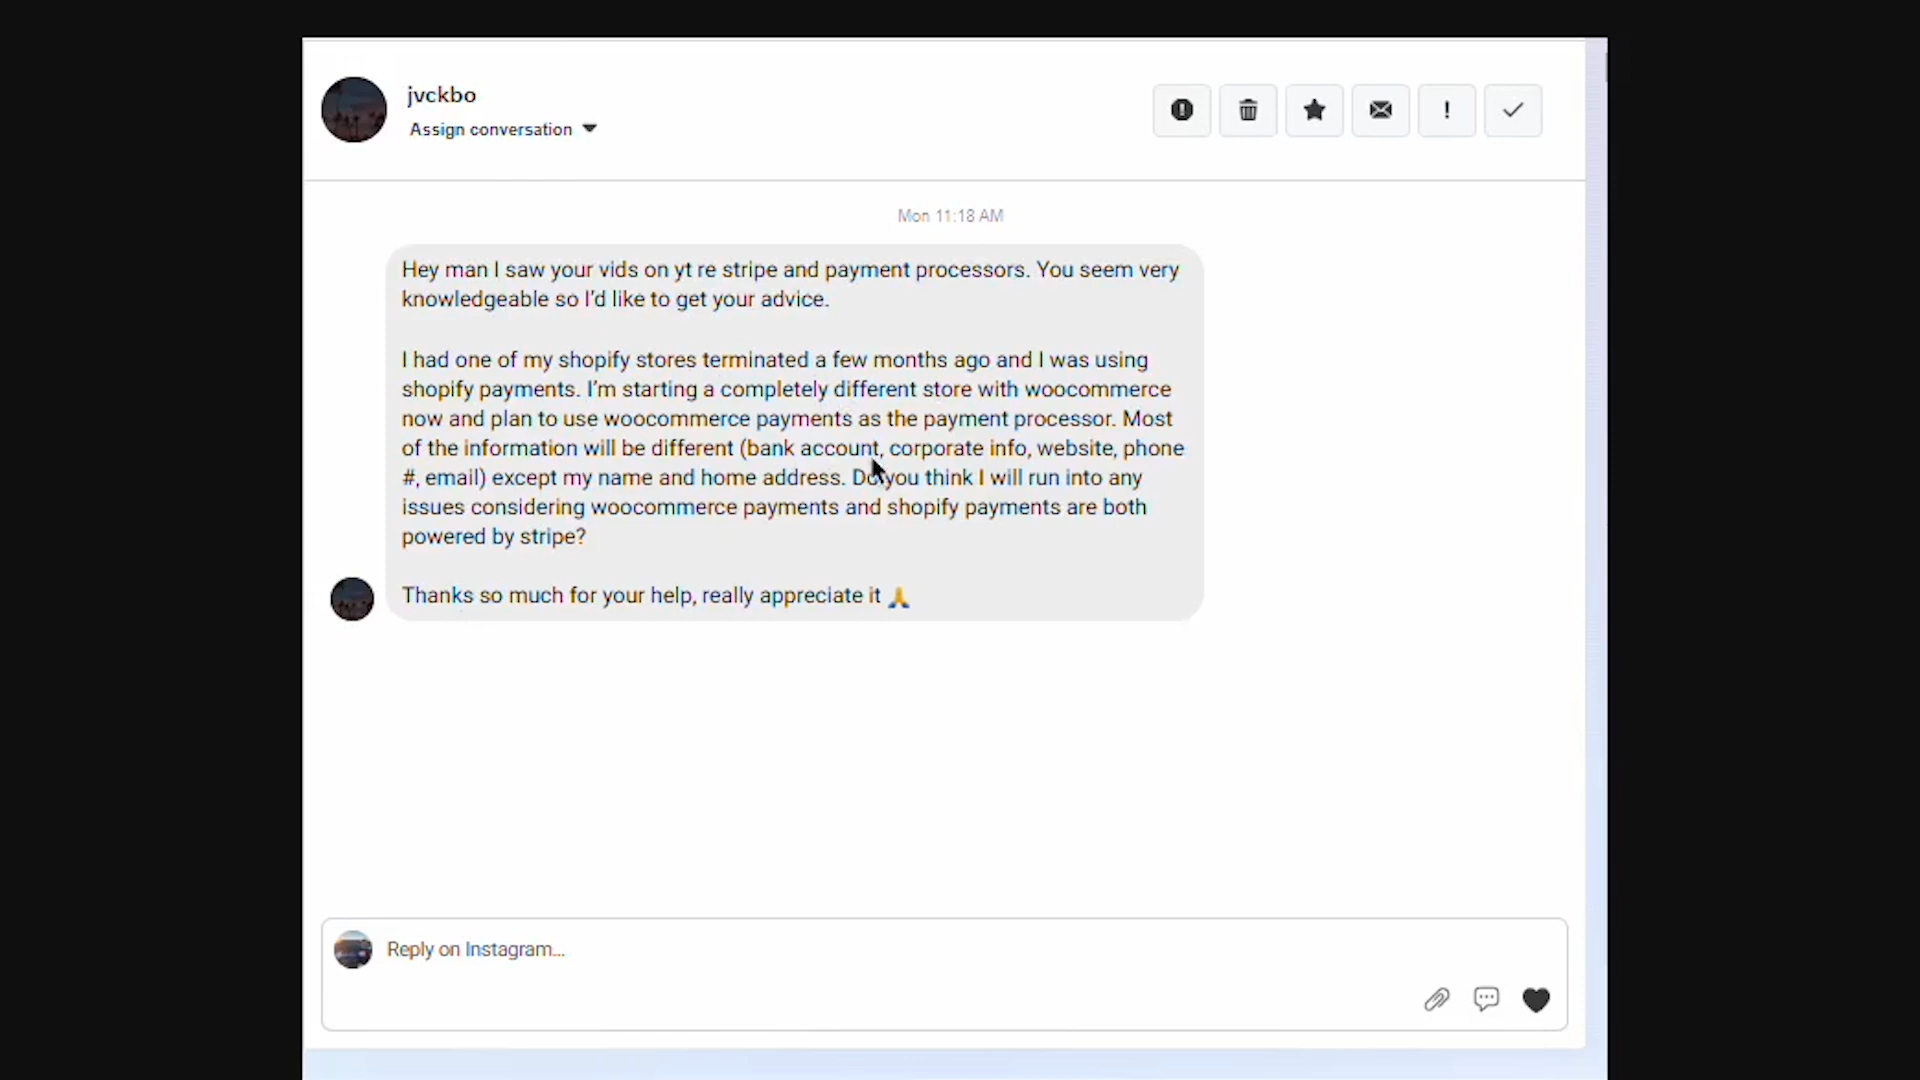 jvckbo
Assign conversation
Mon 11:18 AM
Hey man I saw your vids on yt re stripe and payment processors. You seem very
knowledgeable so I'd like to get your advice.
I had one of my shopify stores terminated a few months ago and I was using
shopify payments. I'm starting a completely different store with woocommerce
now and plan to use woocommerce payments as the payment processor. Most
of the information will be different (bank account, corporate info, website, phone
#, email) except my name and home address. Do you think I will run into any
issues considering woocommerce payments and shopify payments are both
powered by stripe?
Thanks so much for your help, really appreciate it 🙏
Reply on Instagram...